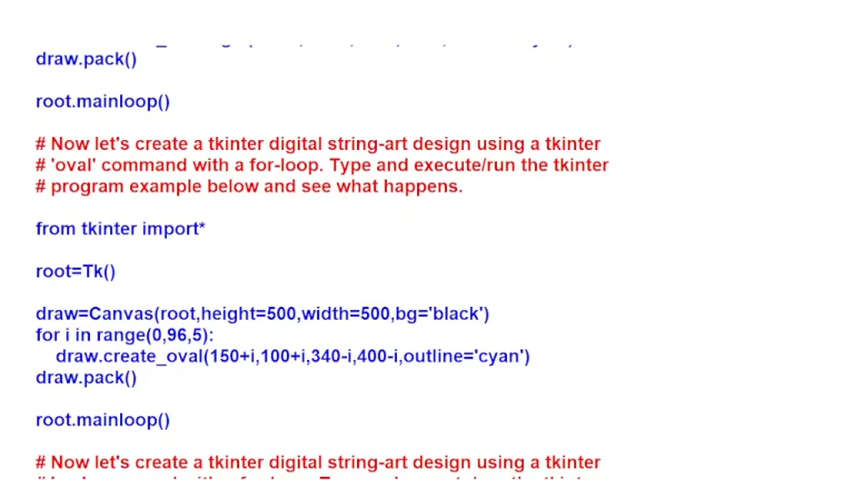 draw.pack()
root.mainloop()
# Now let's create a tkinter digital string-art design using a tkinter
# 'oval' command with a for-loop. Type and execute/run the tkinter
# program example below and see what happens.
from tkinter import*
root=Tk()
draw=Canvas(root,height=500,width=500,bg='black')
for i in range(0,96,5):
    draw.create_oval(150+i,100+i,340-i,400-i,outline='cyan')
draw.pack()
root.mainloop()
# Now let's create a tkinter digital string-art design using a tkinter